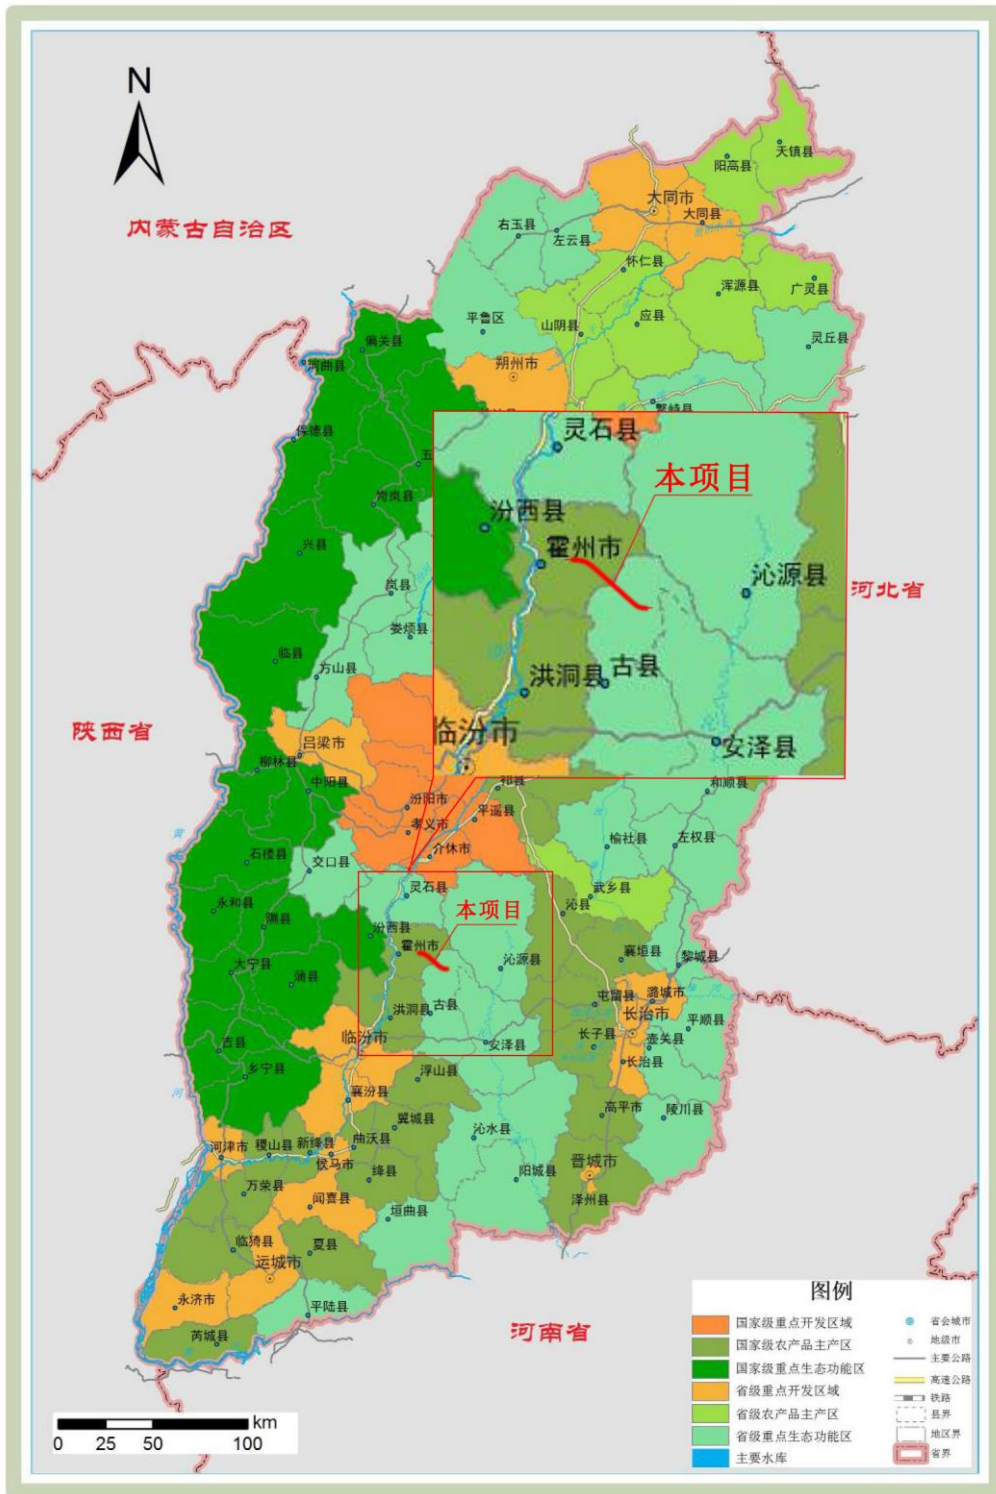 N
内蒙古自治区
天镇县
阳高县
大同市
大同县
右玉县
左云县
怀仁县
浑源县
广灵县
平鲁区
山阴县
应县
灵丘县
偏关县
河曲县
朔州市
繁峙县
保德县
五
岢岚县
兴县
岚县
娄烦县
临县
方山县
灵石县
本项目
汾西县
霍州市
沁源县
洪洞县
古县
临汾市
安泽县
河北省
陕西省
吕梁市
柳林县
中阳县
汾阳市
祁县
和顺县
孝义市
平遥县
介休市
石楼县
交口县
榆社县
左权县
灵石县
武乡县
沁县
永和县
隰县
汾西县
本项目
霍州市
襄垣县
黎城县
大宁县
蒲县
沁源县
屯留县
潞城市
洪洞县
古县
长治市
平顺县
临汾市
安泽县
长子县
壶关县
吉县
乡宁县
浮山县
长治县
襄汾县
翼城县
高平市
陵川县
河津市
稷山县
新绛县
曲沃县
沁水县
侯马市
绛县
阳城县
晋城市
万荣县
闻喜县
垣曲县
泽州县
临猗县
夏县
运城市
永济市
平陆县
芮城县
河南省
黄
河
图例
国家级重点开发区域
国家级农产品主产区
国家级重点生态功能区
省级重点开发区域
省级农产品主产区
省级重点生态功能区
主要水库
省会城市
地级市
主要公路
高速公路
铁路
县界
地区界
省界
km
0 25 50 100